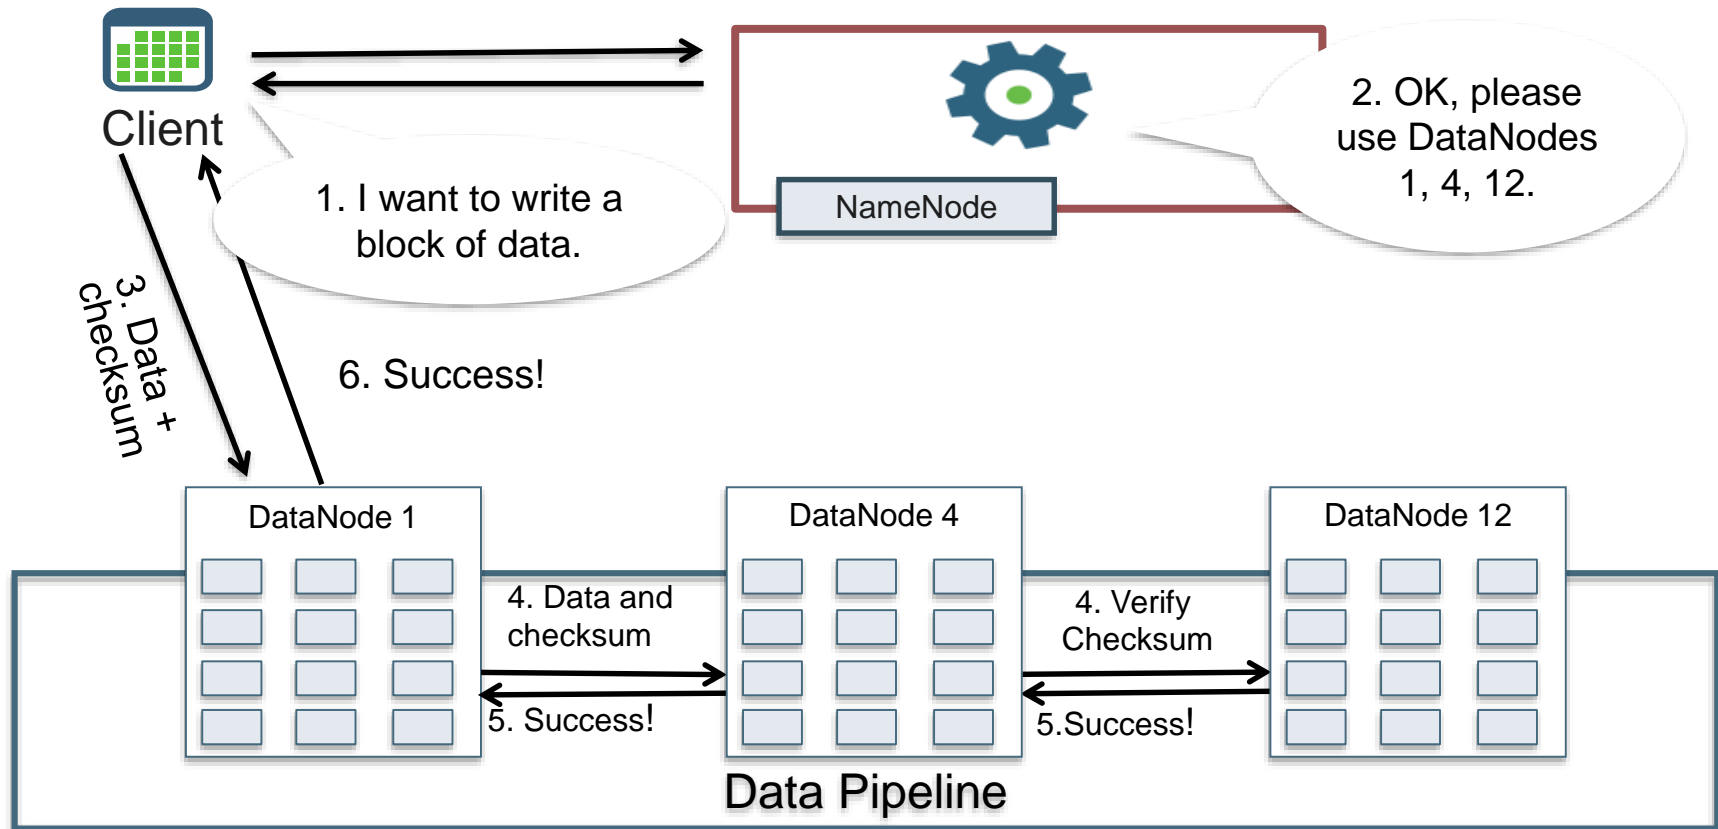 Client
1. I want to write a
block of data.
NameNode
2. OK, please
use DataNodes
1, 4, 12.
3. Data +
checksum
6. Success!
DataNode 1
DataNode 4
DataNode 12
4. Data and
checksum
5. Success!
4. Verify
Checksum
5.Success!
Data Pipeline